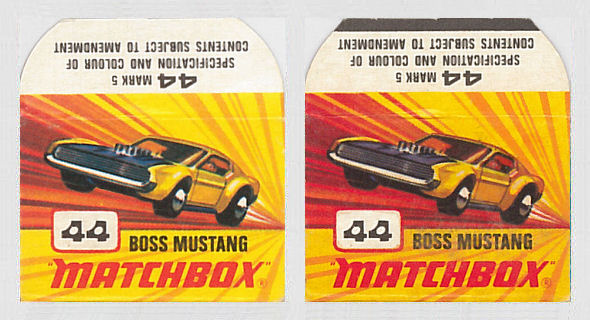 44 MARK 5
SPECIFICATION AND COLOUR OF
CONTENTS SUBJECT TO AMENDMENT
44
BOSS MUSTANG
"MATCHBOX"®
44 MARK 5
SPECIFICATION AND COLOUR OF
CONTENTS SUBJECT TO AMENDMENT
44
BOSS MUSTANG
"MATCHBOX"®